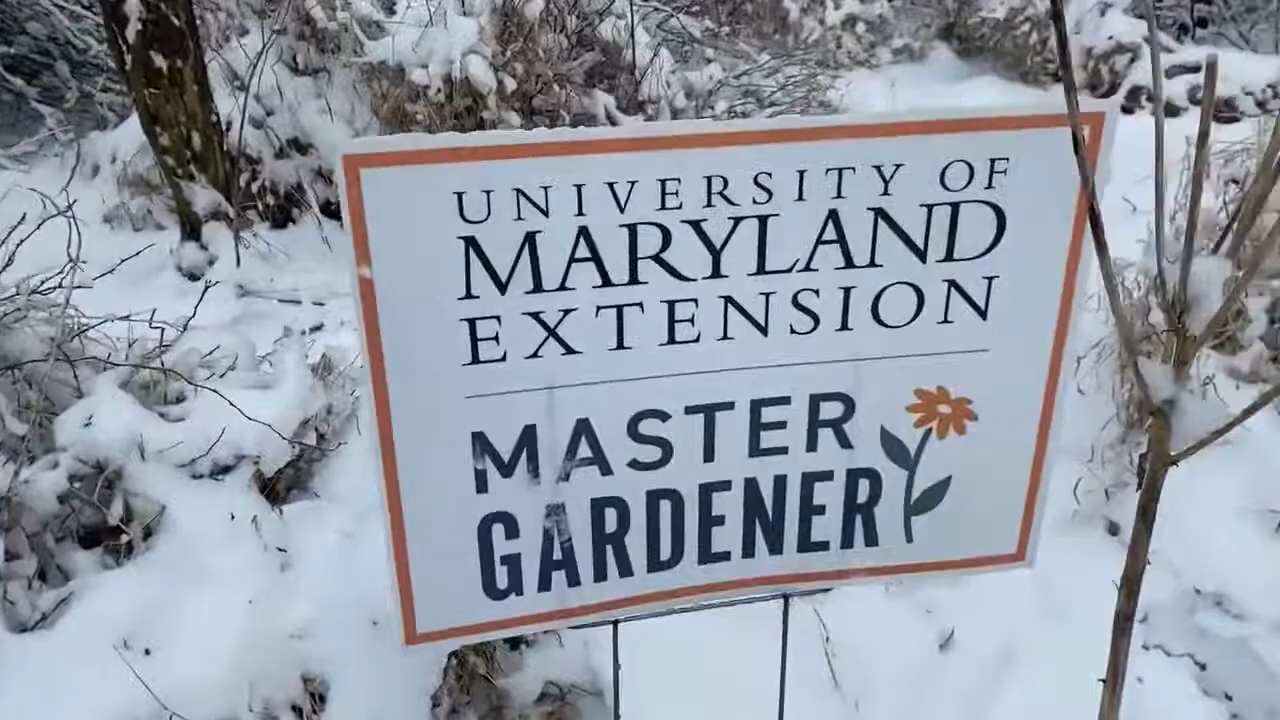 UNIVERSITY OF
MARYLAND
EXTENSION
MASTER
GARDENER